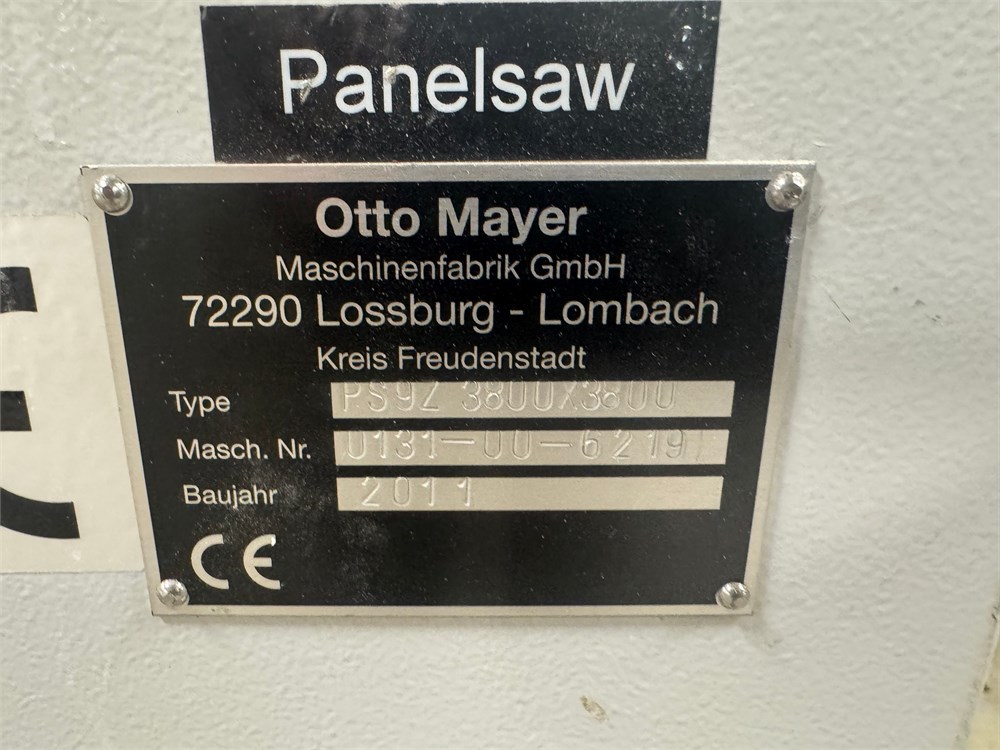 Panelsaw
Otto Mayer
Maschinenfabrik GmbH
72290 Lossburg - Lombach
Kreis Freudenstadt
Type PS9Z 3800X3800
Masch. Nr. 0131-00-6219
Baujahr 2011
CE